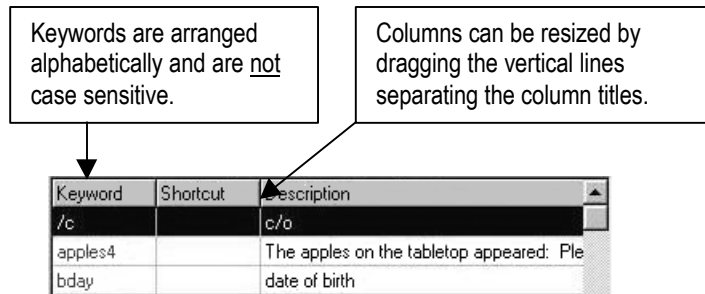 Keywords are arranged
alphabetically and are not
case sensitive.
Columns can be resized by
dragging the vertical lines
separating the column titles.
Keyword Shortcut Description
/c c/o
apples4 The apples on the tabletop appeared: Ple
bday date of birth